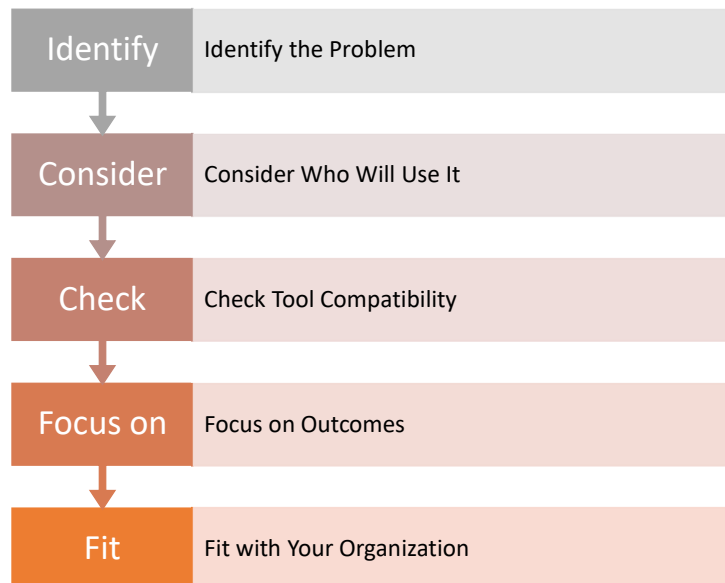 Identify
Identify the Problem
Consider
Consider Who Will Use It
Check
Check Tool Compatibility
Focus on
Focus on Outcomes
Fit
Fit with Your Organization